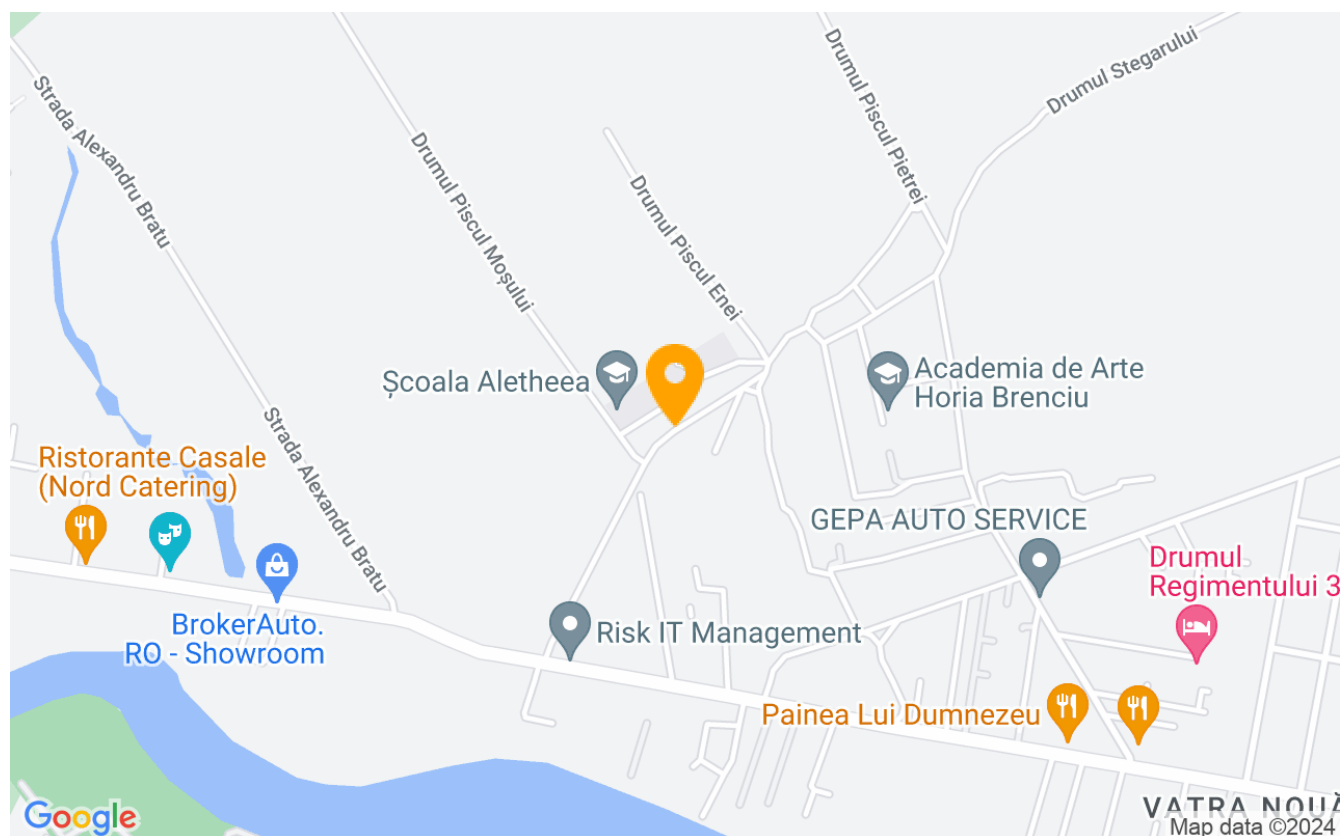 Drumul Piscul Pietrei
Drumul Stegarului
Strada Alexandru Bratu
Drumul Piscul Moșului
Drumul Piscul Enei
Școala Aletheea
Academia de Arte
Horia Brenciu
Ristorante Casale
(Nord Catering)
Strada Alexandru Bratu
GEPA AUTO SERVICE
Drumul
Regimentului 3
BrokerAuto.
RO - Showroom
Risk IT Management
Painea Lui Dumnezeu
VATRA NOUĂ
Google
Map data ©2024